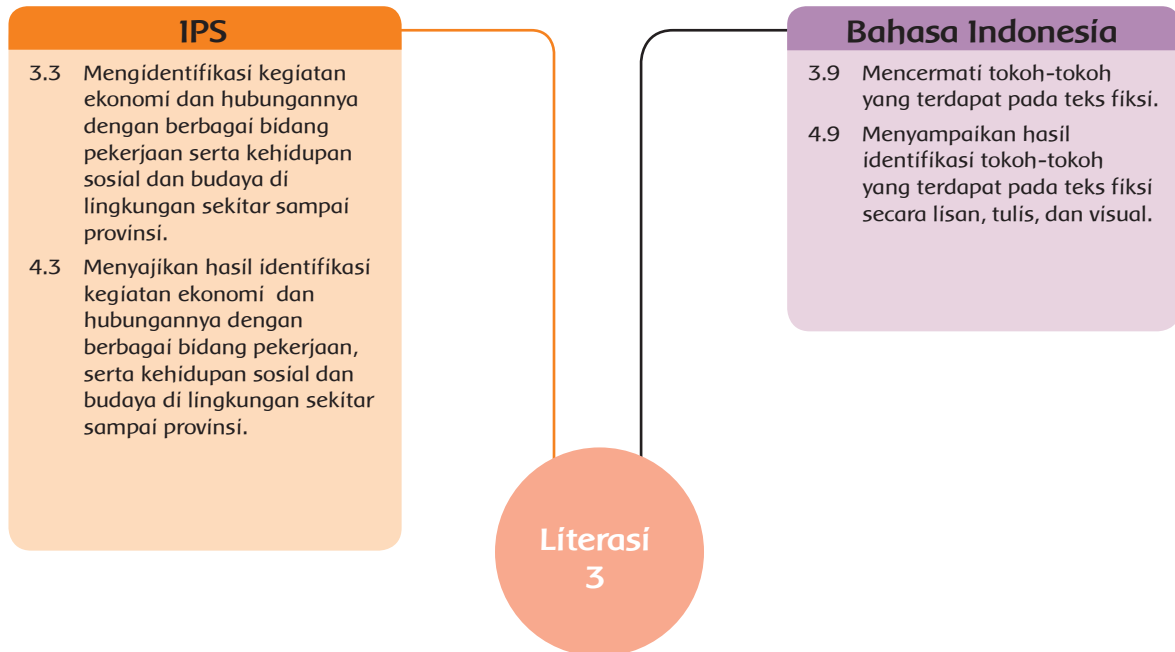 IPS
3.3 Mengidentifikasi kegiatan
ekonomi dan hubungannya
dengan berbagai bidang
pekerjaan serta kehidupan
sosial dan budaya di
lingkungan sekitar sampai
provinsi.
4.3 Menyajikan hasil identifikasi
kegiatan ekonomi dan
hubungannya dengan
berbagai bidang pekerjaan,
serta kehidupan sosial dan
budaya di lingkungan sekitar
sampai provinsi.
Bahasa Indonesia
3.9 Mencermati tokoh-tokoh
yang terdapat pada teks fiksi.
4.9 Menyampaikan hasil
identifikasi tokoh-tokoh
yang terdapat pada teks fiksi
secara lisan, tulis, dan visual.
Literasi
3